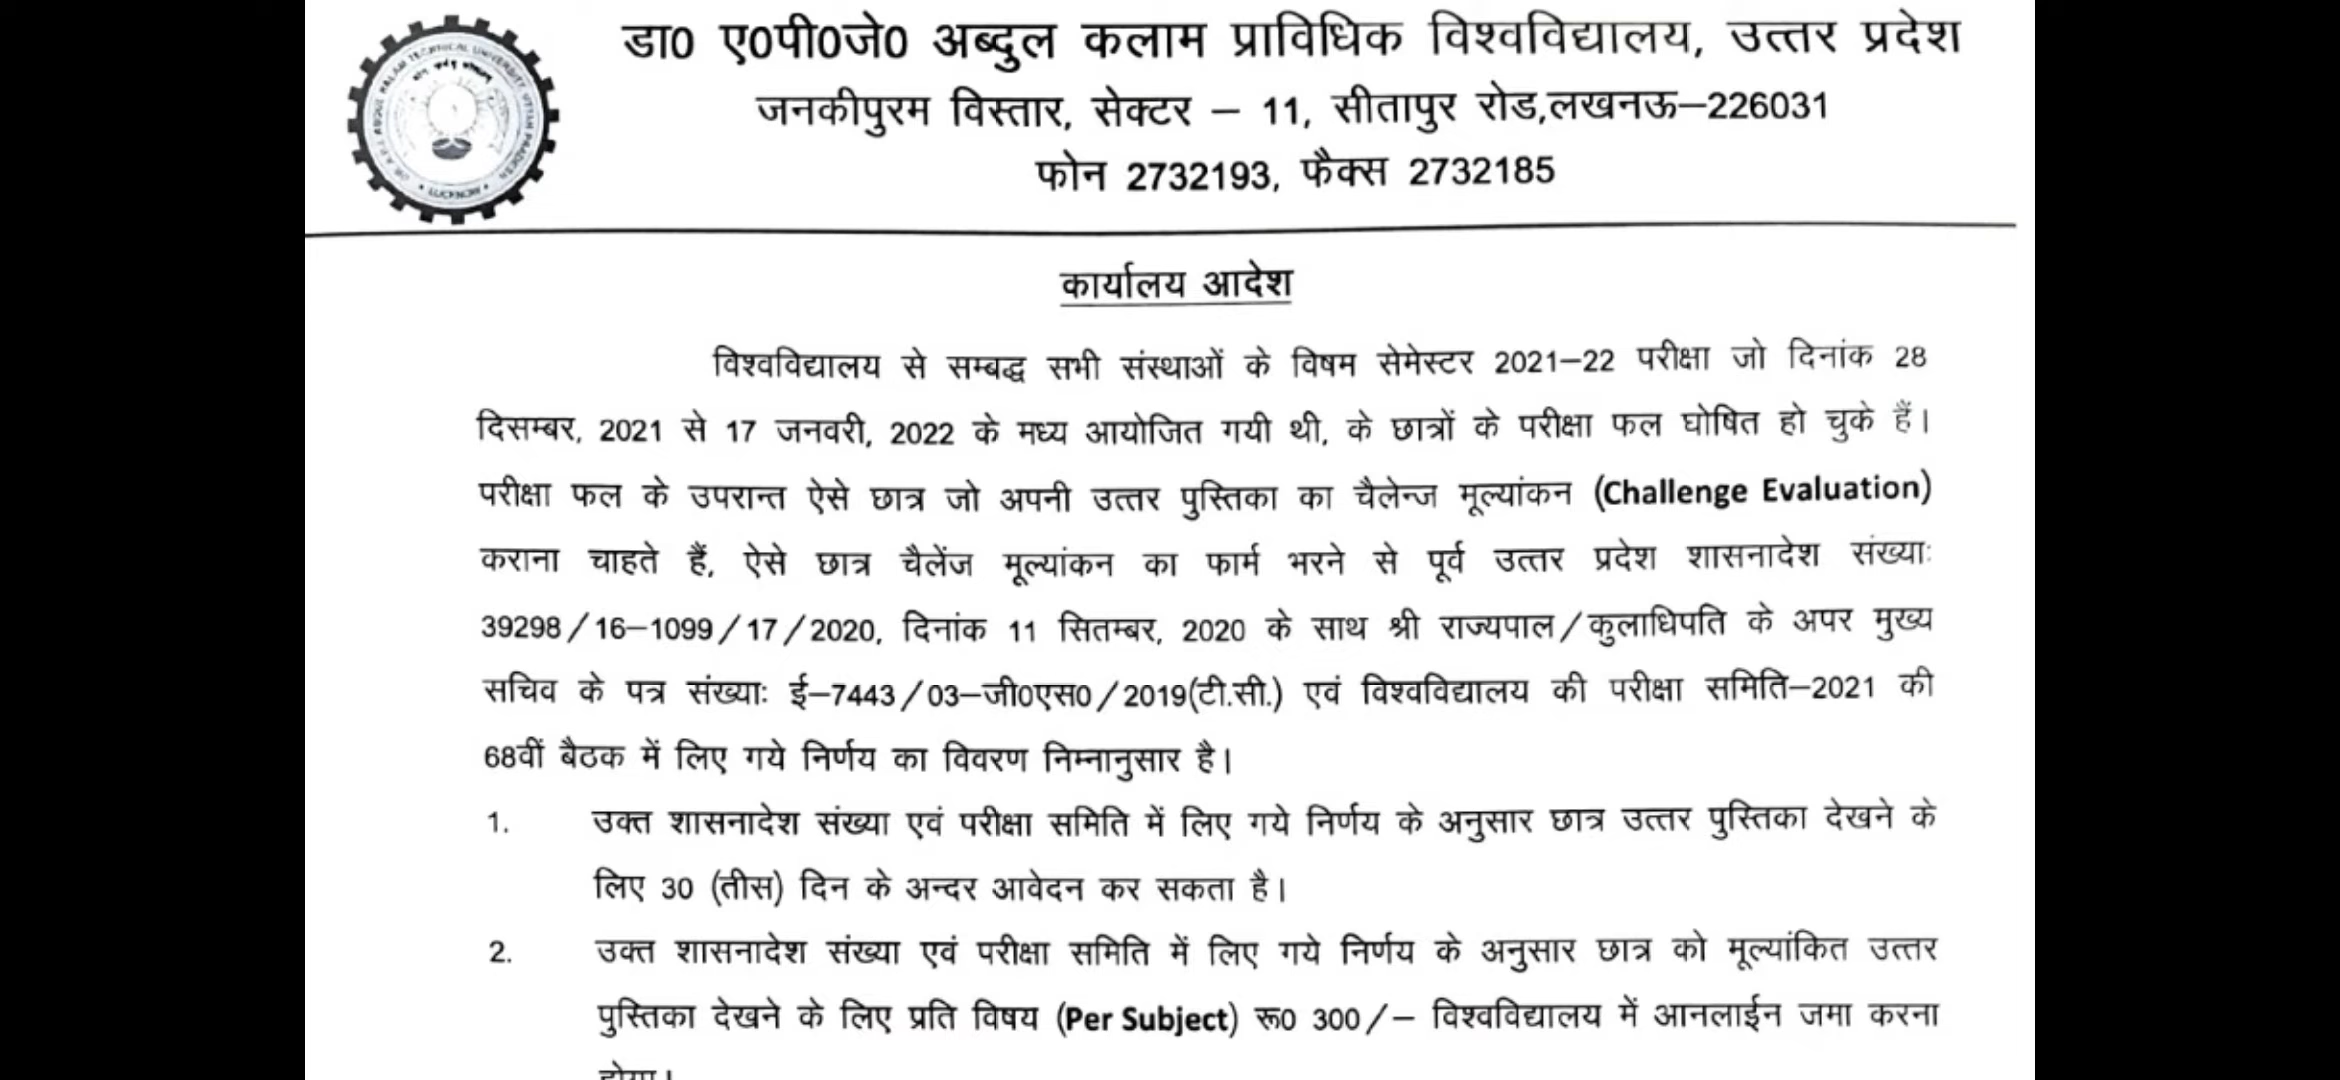 डा0 ए0पी0जे0 अब्दुल कलाम प्राविधिक विश्वविद्यालय, उत्तर प्रदेश
जनकीपुरम विस्तार, सेक्टर – 11, सीतापुर रोड,लखनऊ–226031
फोन 2732193, फैक्स 2732185
कार्यालय आदेश
विश्वविद्यालय से सम्बद्ध सभी संस्थाओं के विषम सेमेस्टर 2021–22 परीक्षा जो दिनांक 28
दिसम्बर, 2021 से 17 जनवरी, 2022 के मध्य आयोजित गयी थी, के छात्रों के परीक्षा फल घोषित हो चुके हैं।
परीक्षा फल के उपरान्त ऐसे छात्र जो अपनी उत्तर पुस्तिका का चैलेन्ज मूल्यांकन (Challenge Evaluation)
कराना चाहते हैं, ऐसे छात्र चैलेंज मूल्यांकन का फार्म भरने से पूर्व उत्तर प्रदेश शासनादेश संख्याः
39298/16–1099/17/2020, दिनांक 11 सितम्बर, 2020 के साथ श्री राज्यपाल/कुलाधिपति के अपर मुख्य
सचिव के पत्र संख्याः ई–7443/03–जी0एस0/2019(टी.सी.) एवं विश्वविद्यालय की परीक्षा समिति–2021 की
68वीं बैठक में लिए गये निर्णय का विवरण निम्नानुसार है।
1. उक्त शासनादेश संख्या एवं परीक्षा समिति में लिए गये निर्णय के अनुसार छात्र उत्तर पुस्तिका देखने के
लिए 30 (तीस) दिन के अन्दर आवेदन कर सकता है।
2. उक्त शासनादेश संख्या एवं परीक्षा समिति में लिए गये निर्णय के अनुसार छात्र को मूल्यांकित उत्तर
पुस्तिका देखने के लिए प्रति विषय (Per Subject) रू0 300/– विश्वविद्यालय में आनलाईन जमा करना